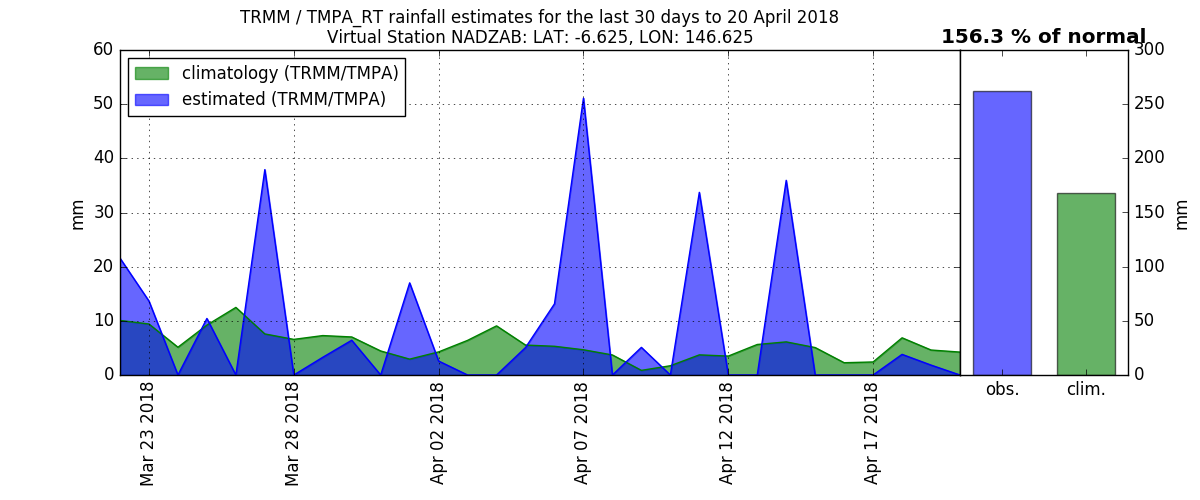 TRMM / TMPA_RT rainfall estimates for the last 30 days to 20 April 2018
Virtual Station NADZAB: LAT: -6.625, LON: 146.625
156.3 % of normal
climatology (TRMM/TMPA)
estimated (TRMM/TMPA)
60
50
40
30
20
10
0
mm
Mar 23 2018
Mar 28 2018
Apr 02 2018
Apr 07 2018
Apr 12 2018
Apr 17 2018
300
250
200
150
100
50
0
mm
obs.
clim.